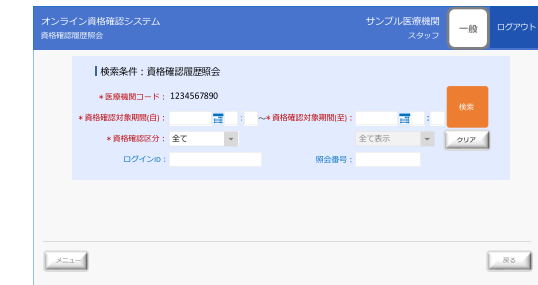 オンライン資格確認システム
サンプル医療機関
一般
ログアウト
資格確認履歴照会
スタッフ
検索条件：資格確認履歴照会
*医療機関コード： 1234567890
検索
*資格確認対象期間(自)： : ～*資格確認対象期間(至)： :
*資格確認区分： 全て 全て表示
クリア
ログインID： 照会番号：
メニュー
戻る